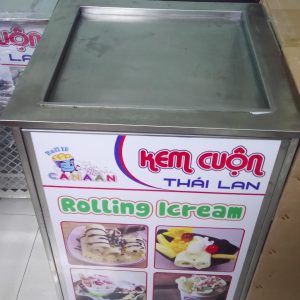 KEM CUỘN
THÁI LAN
CANAAN
Rolling Icream